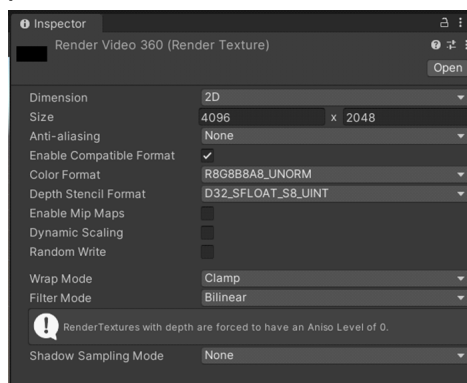 Inspector
Render Video 360 (Render Texture)
Open
Dimension 2D
Size 4096 x 2048
Anti-aliasing None
Enable Compatible Format
Color Format R8G8B8A8_UNORM
Depth Stencil Format D32_SFLOAT_S8_UINT
Enable Mip Maps
Dynamic Scaling
Random Write
Wrap Mode Clamp
Filter Mode Bilinear
RenderTextures with depth are forced to have an Aniso Level of 0.
Shadow Sampling Mode None